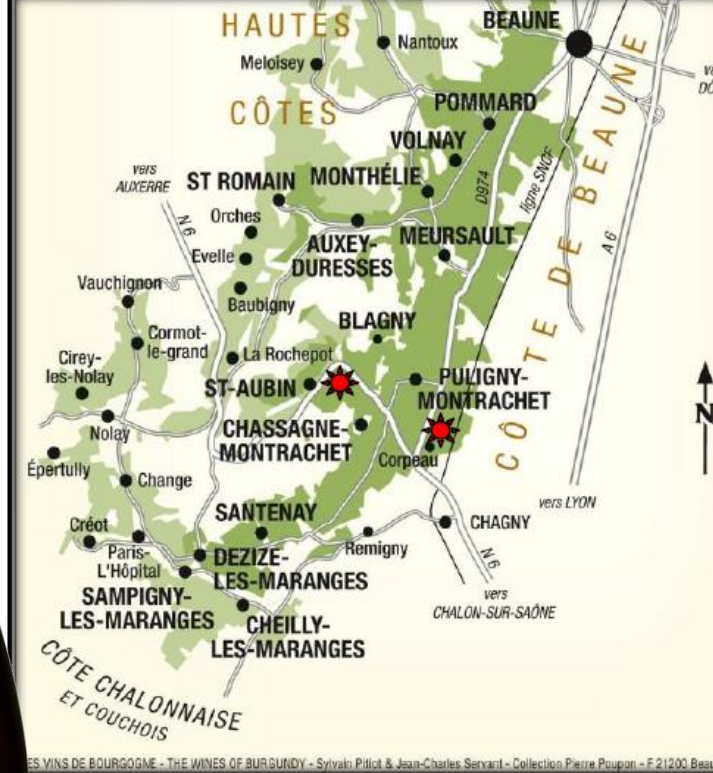 HAUTES
CÔTES
BEAUNE
Nantoux
Meloisey
POMMARD
VOLNAY
vers
AUXERRE
ST ROMAIN
MONTHÉLIE
D974
ligne SNCF
CÔTE DE BEAUNE
A 6
N 6
Orches
AUXEY-
DURESSES
MEURSAULT
Evelle
Vauchignon
Baubigny
BLAGNY
Cormot-
le-grand
La Rochepot
Cirey-
les-Nolay
ST-AUBIN
PULIGNY-
MONTRACHET
Nolay
CHASSAGNE-
MONTRACHET
Corpeau
Épertully
Change
vers LYON
SANTENAY
CHAGNY
Créot
Remigny
Paris-
L'Hôpital
DEZIZE-
LES-MARANGES
N 6
SAMPIGNY-
LES-MARANGES
vers
CHALON-SUR-SAÔNE
CHEILLY-
LES-MARANGES
CÔTE CHALONNAISE
ET COUCHOIS
N
ES VINS DE BOURGOGNE - THE WINES OF BURGUNDY - Sylvain Pitiot & Jean-Charles Servant - Collection Pierre Poupon - F 21200 Beau